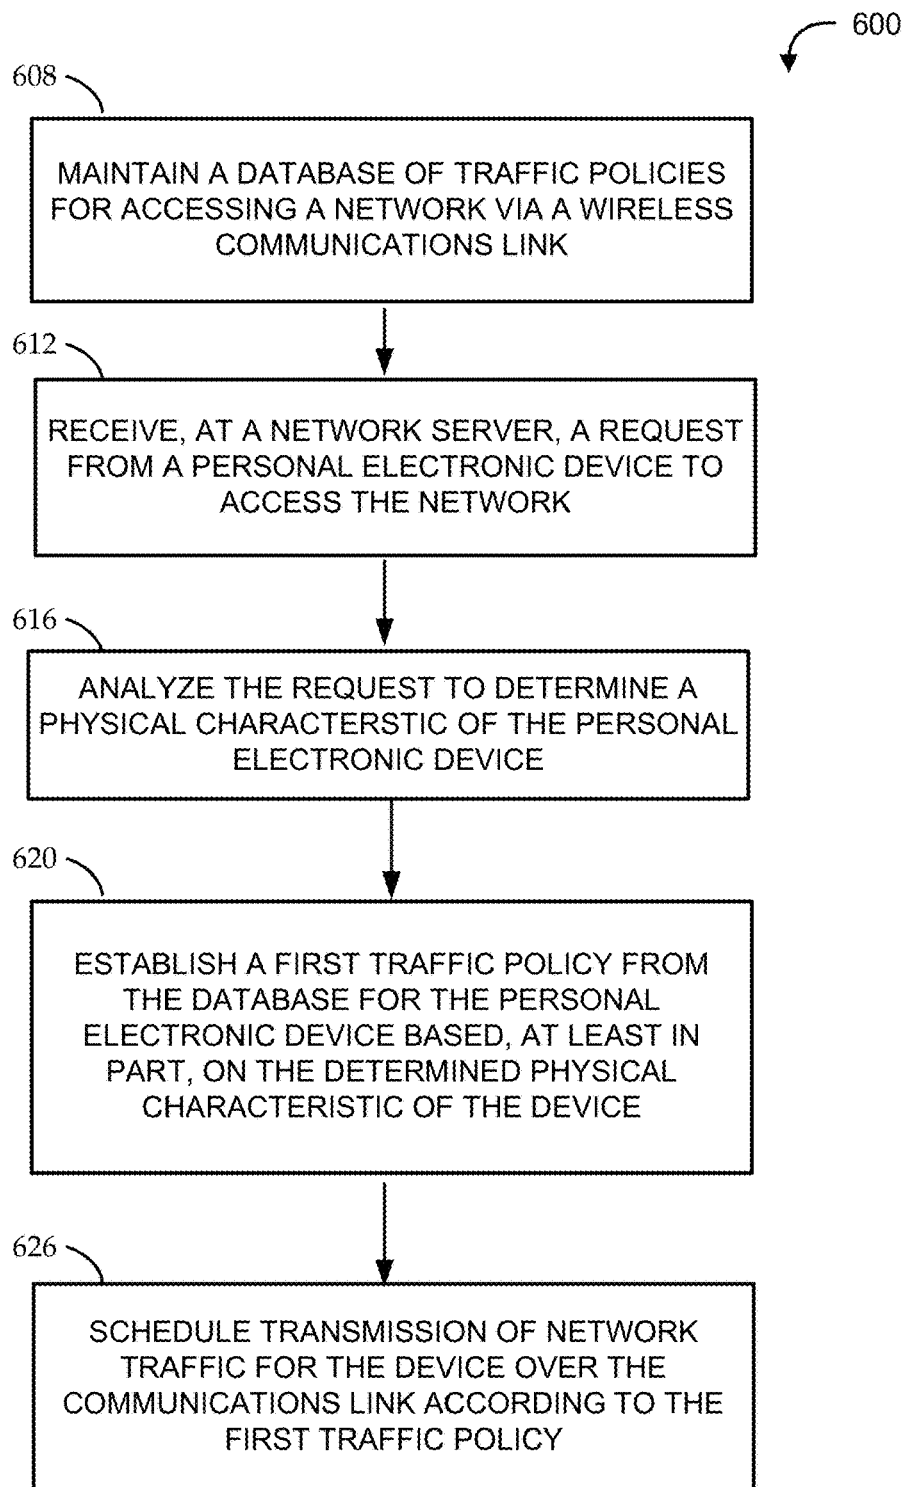 600
608
MAINTAIN A DATABASE OF TRAFFIC POLICIES
FOR ACCESSING A NETWORK VIA A WIRELESS
COMMUNICATIONS LINK
612
RECEIVE, AT A NETWORK SERVER, A REQUEST
FROM A PERSONAL ELECTRONIC DEVICE TO
ACCESS THE NETWORK
616
ANALYZE THE REQUEST TO DETERMINE A
PHYSICAL CHARACTERSTIC OF THE PERSONAL
ELECTRONIC DEVICE
620
ESTABLISH A FIRST TRAFFIC POLICY FROM
THE DATABASE FOR THE PERSONAL
ELECTRONIC DEVICE BASED, AT LEAST IN
PART, ON THE DETERMINED PHYSICAL
CHARACTERISTIC OF THE DEVICE
626
SCHEDULE TRANSMISSION OF NETWORK
TRAFFIC FOR THE DEVICE OVER THE
COMMUNICATIONS LINK ACCORDING TO THE
FIRST TRAFFIC POLICY